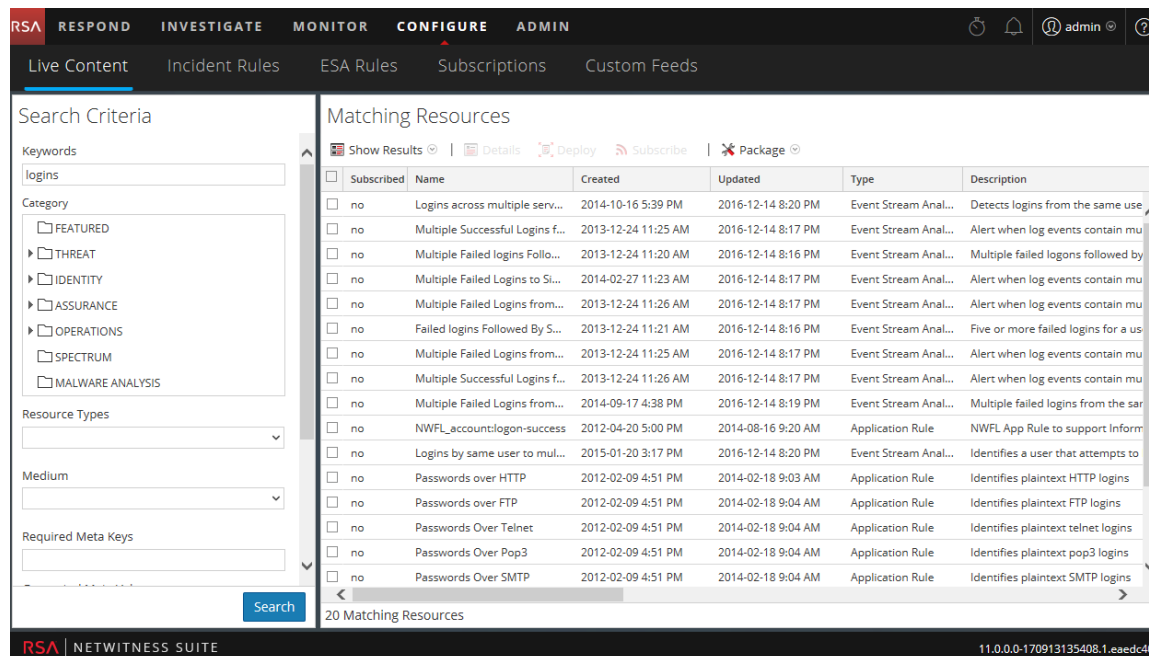 RSA RESPOND INVESTIGATE MONITOR CONFIGURE ADMIN admin
Live Content Incident Rules ESA Rules Subscriptions Custom Feeds
Search Criteria
Keywords
logins
Category
FEATURED
THREAT
IDENTITY
ASSURANCE
OPERATIONS
SPECTRUM
MALWARE ANALYSIS
Resource Types
Medium
Required Meta Keys
Search
Matching Resources
Show Results | Details Deploy Subscribe | Package
Subscribed Name Created Updated Type Description
no Logins across multiple serv... 2014-10-16 5:39 PM 2016-12-14 8:20 PM Event Stream Anal... Detects logins from the same use
no Multiple Successful Logins f... 2013-12-24 11:25 AM 2016-12-14 8:17 PM Event Stream Anal... Alert when log events contain mu
no Multiple Failed logins Follo... 2013-12-24 11:20 AM 2016-12-14 8:16 PM Event Stream Anal... Multiple failed logons followed by
no Multiple Failed Logins to Si... 2014-02-27 11:23 AM 2016-12-14 8:17 PM Event Stream Anal... Alert when log events contain mu
no Multiple Failed Logins from... 2013-12-24 11:26 AM 2016-12-14 8:17 PM Event Stream Anal... Alert when log events contain mu
no Failed logins Followed By S... 2013-12-24 11:21 AM 2016-12-14 8:16 PM Event Stream Anal... Five or more failed logins for a us
no Multiple Failed Logins from... 2013-12-24 11:25 AM 2016-12-14 8:17 PM Event Stream Anal... Alert when log events contain mu
no Multiple Successful Logins f... 2013-12-24 11:26 AM 2016-12-14 8:17 PM Event Stream Anal... Alert when log events contain mu
no Multiple Failed Logins from... 2014-09-17 4:38 PM 2016-12-14 8:19 PM Event Stream Anal... Multiple failed logins from the sar
no NWFL_account:logon-success 2012-04-20 5:00 PM 2014-08-16 9:20 AM Application Rule NWFL App Rule to support Inform
no Logins by same user to mul... 2015-01-20 3:17 PM 2016-12-14 8:20 PM Event Stream Anal... Identifies a user that attempts to
no Passwords over HTTP 2012-02-09 4:51 PM 2014-02-18 9:03 AM Application Rule Identifies plaintext HTTP logins
no Passwords over FTP 2012-02-09 4:51 PM 2014-02-18 9:04 AM Application Rule Identifies plaintext FTP logins
no Passwords Over Telnet 2012-02-09 4:51 PM 2014-02-18 9:04 AM Application Rule Identifies plaintext telnet logins
no Passwords Over Pop3 2012-02-09 4:51 PM 2014-02-18 9:04 AM Application Rule Identifies plaintext pop3 logins
no Passwords Over SMTP 2012-02-09 4:51 PM 2014-02-18 9:04 AM Application Rule Identifies plaintext SMTP logins
20 Matching Resources
RSA | NETWITNESS SUITE 11.0.0.0-170913135408.1.eaedc4